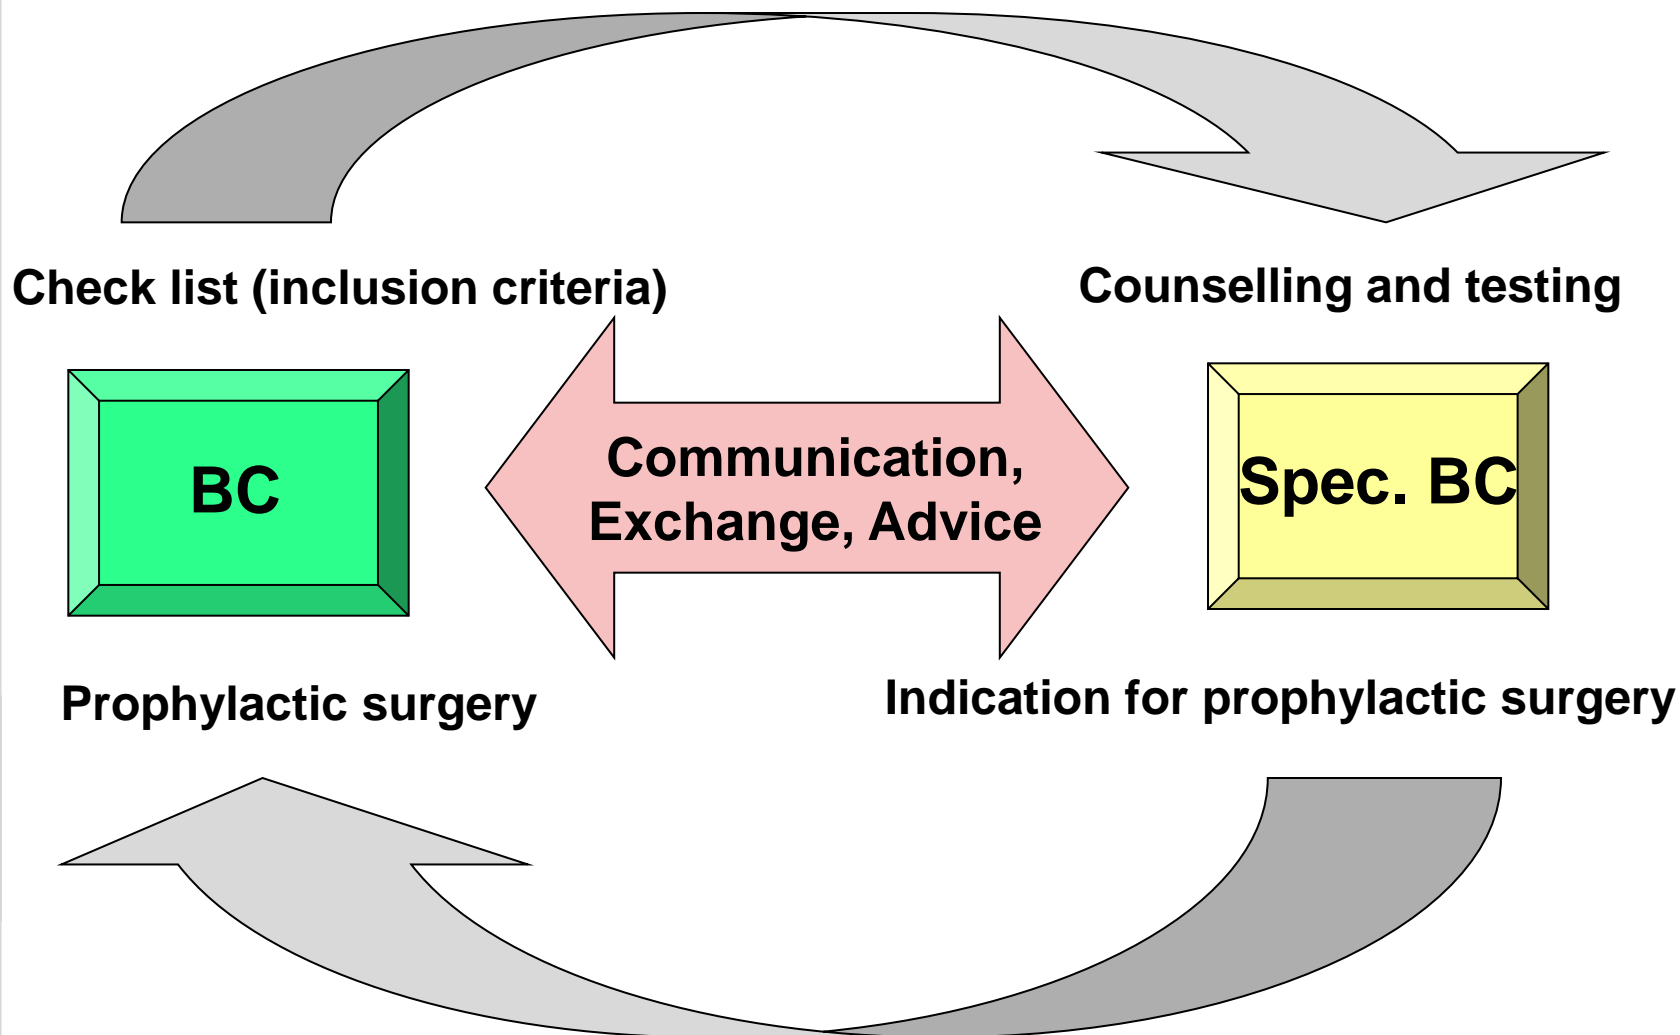 Check list (inclusion criteria)
Counselling and testing
BC
Communication,
Exchange, Advice
Spec. BC
Prophylactic surgery
Indication for prophylactic surgery